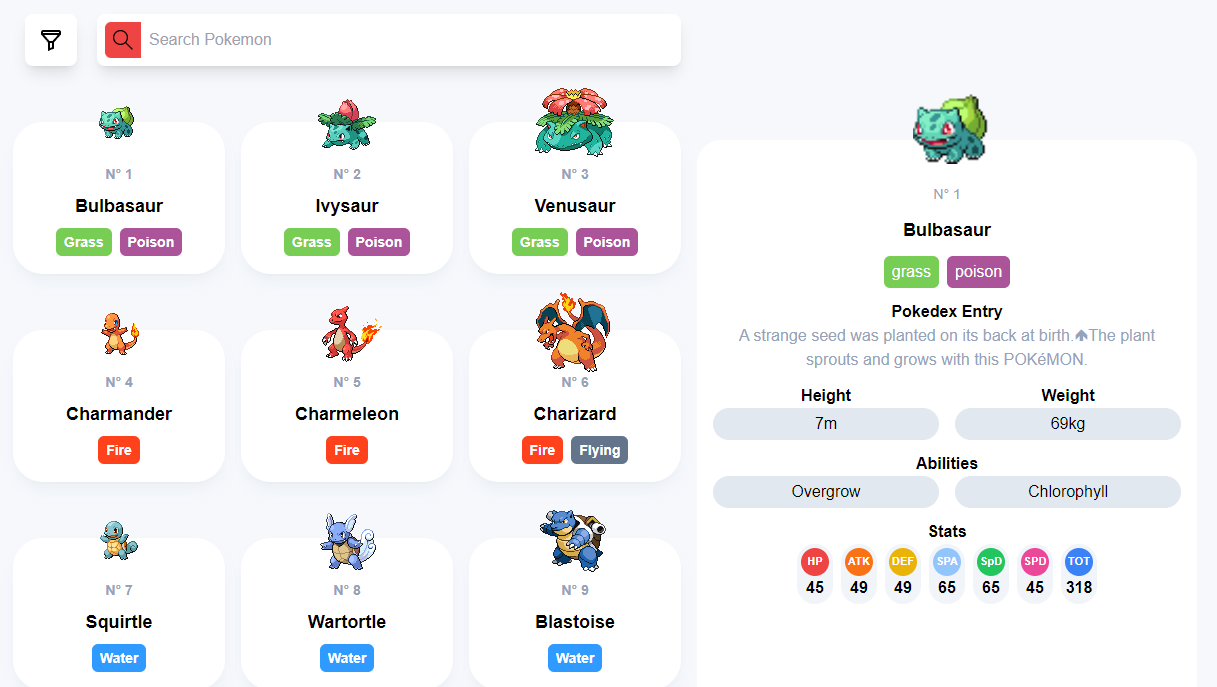 Search Pokemon
N° 1
Bulbasaur
Grass Poison
N° 2
Ivysaur
Grass Poison
N° 3
Venusaur
Grass Poison
N° 4
Charmander
Fire
N° 5
Charmeleon
Fire
N° 6
Charizard
Fire Flying
N° 7
Squirtle
Water
N° 8
Wartortle
Water
N° 9
Blastoise
Water
N° 1
Bulbasaur
grass poison
Pokedex Entry
A strange seed was planted on its back at birth.🡅The plant
sprouts and grows with this POKéMON.
Height Weight
7m 69kg
Abilities
Overgrow Chlorophyll
Stats
HP ATK DEF SPA SpD SPD TOT
45 49 49 65 65 45 318